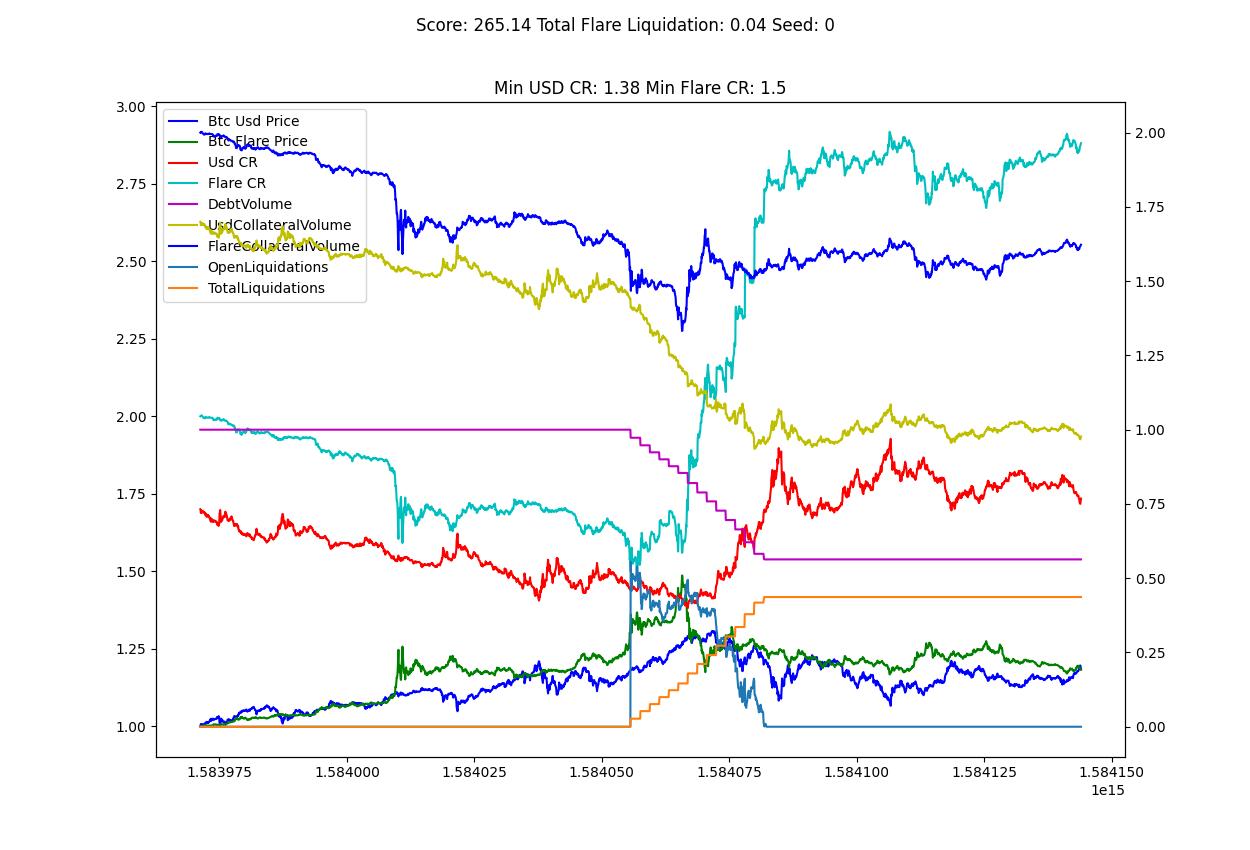 Score: 265.14 Total Flare Liquidation: 0.04 Seed: 0
Min USD CR: 1.38 Min Flare CR: 1.5
3.00
2.75
2.50
2.25
2.00
1.75
1.50
1.25
1.00
Btc Usd Price
Btc Flare Price
Usd CR
Flare CR
DebtVolume
UsdCollateralVolume
FlareCollateralVolume
OpenLiquidations
TotalLiquidations
2.00
1.75
1.50
1.25
1.00
0.75
0.50
0.25
0.00
1.583975
1.584000
1.584025
1.584050
1.584075
1.584100
1.584125
1.584150
1e15